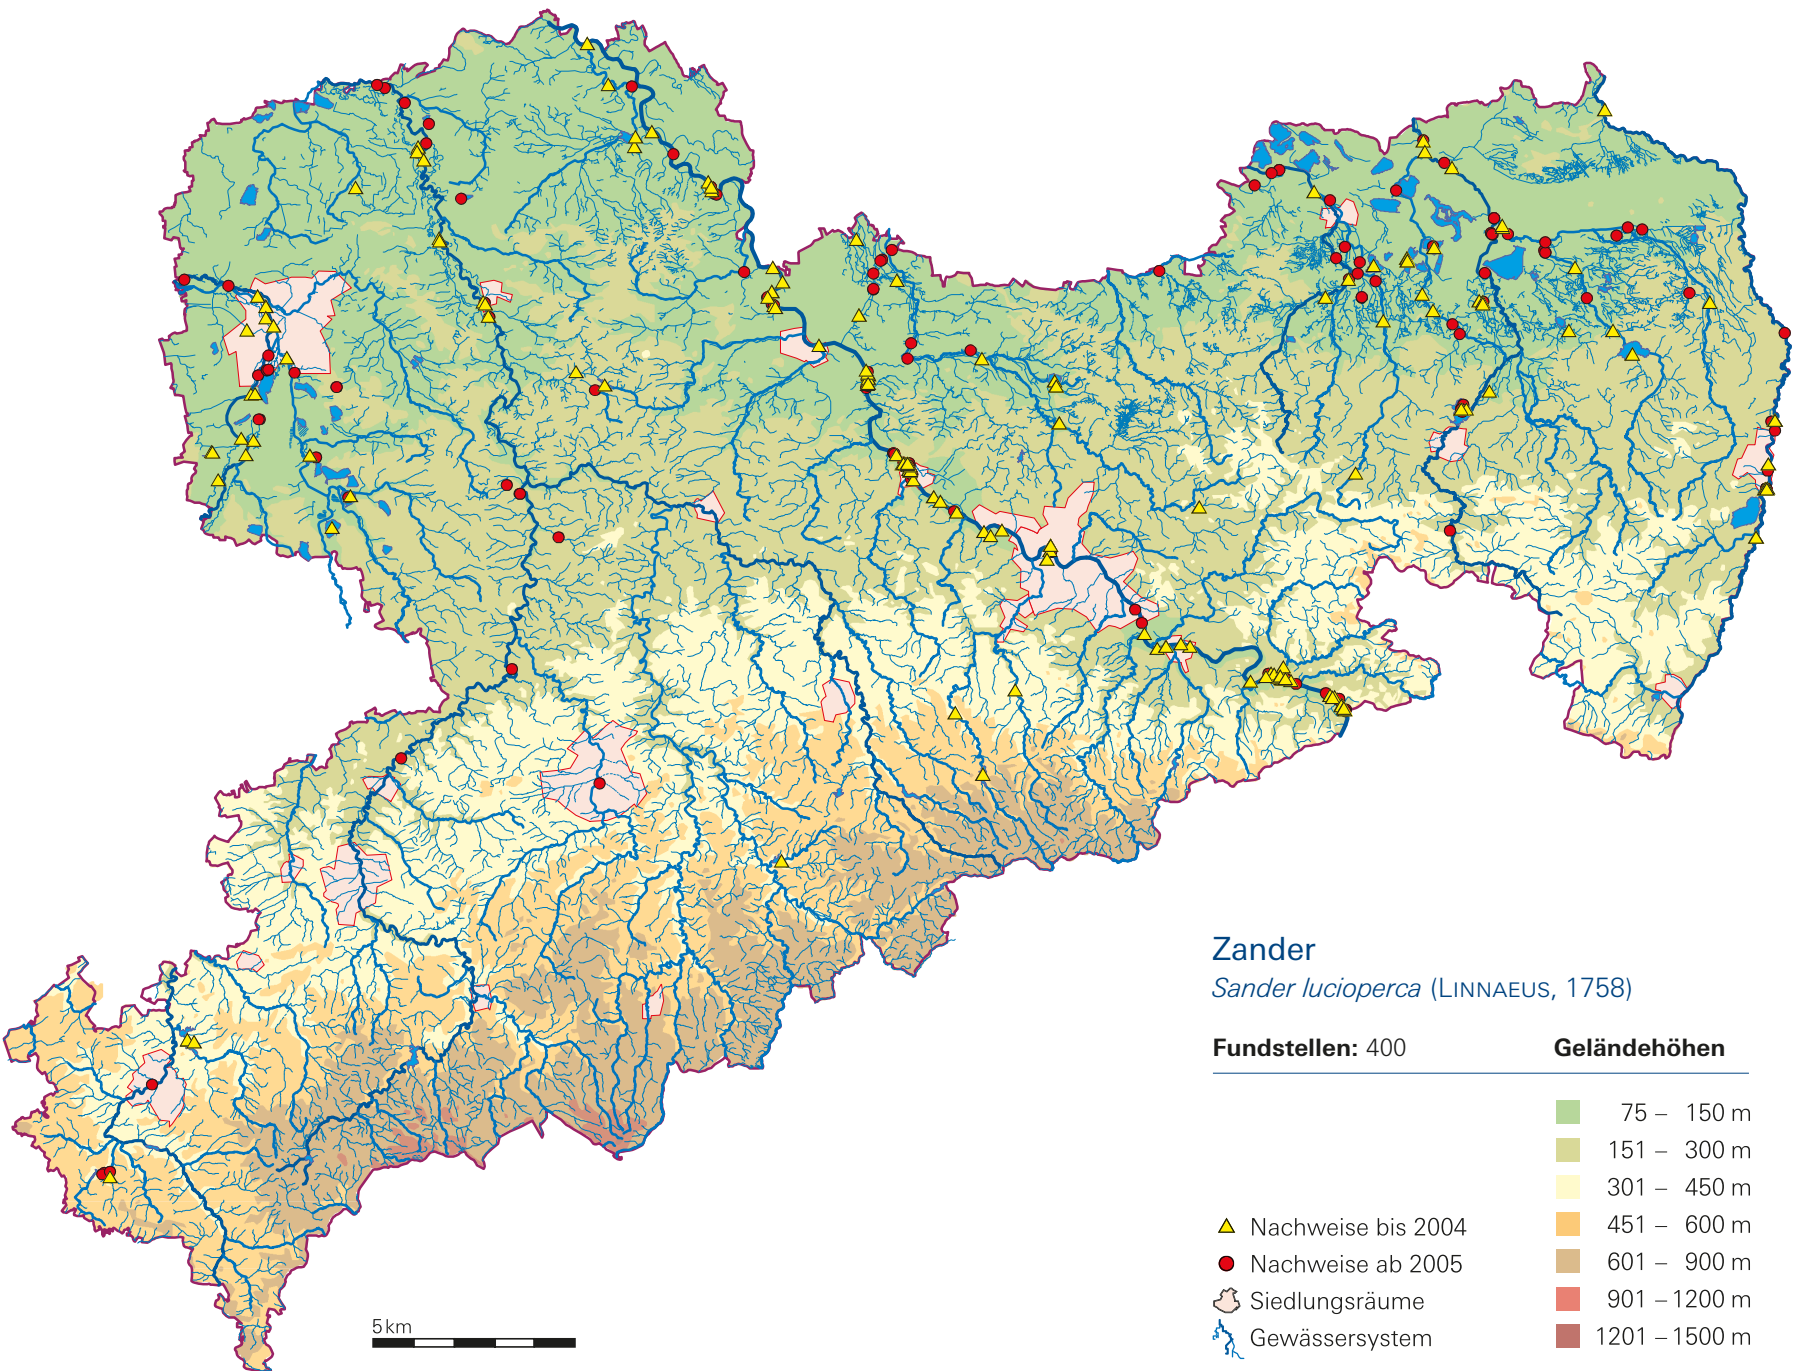 Zander
Sander lucioperca (LINNAEUS, 1758)
Fundstellen: 400
Geländehöhen
75 – 150 m
151 – 300 m
301 – 450 m
451 – 600 m
601 – 900 m
901 – 1200 m
1201 – 1500 m
Nachweise bis 2004
Nachweise ab 2005
Siedlungsräume
Gewässersystem
5 km